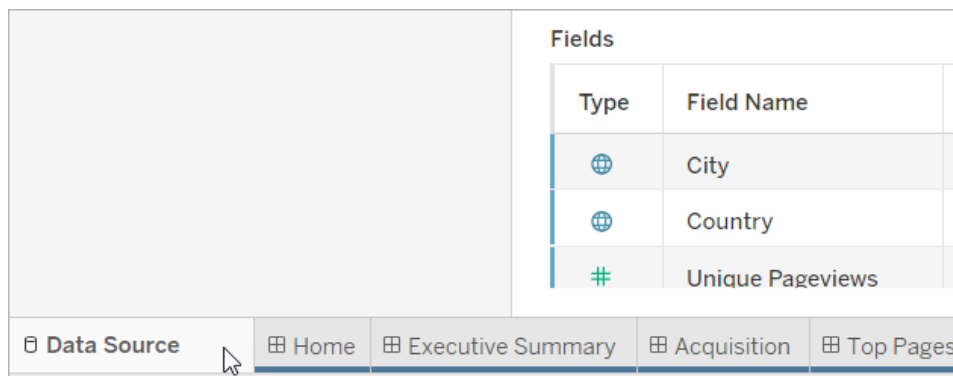 Fields
Type Field Name
City
Country
# Unique Pageviews
Data Source Home Executive Summary Acquisition Top Pages